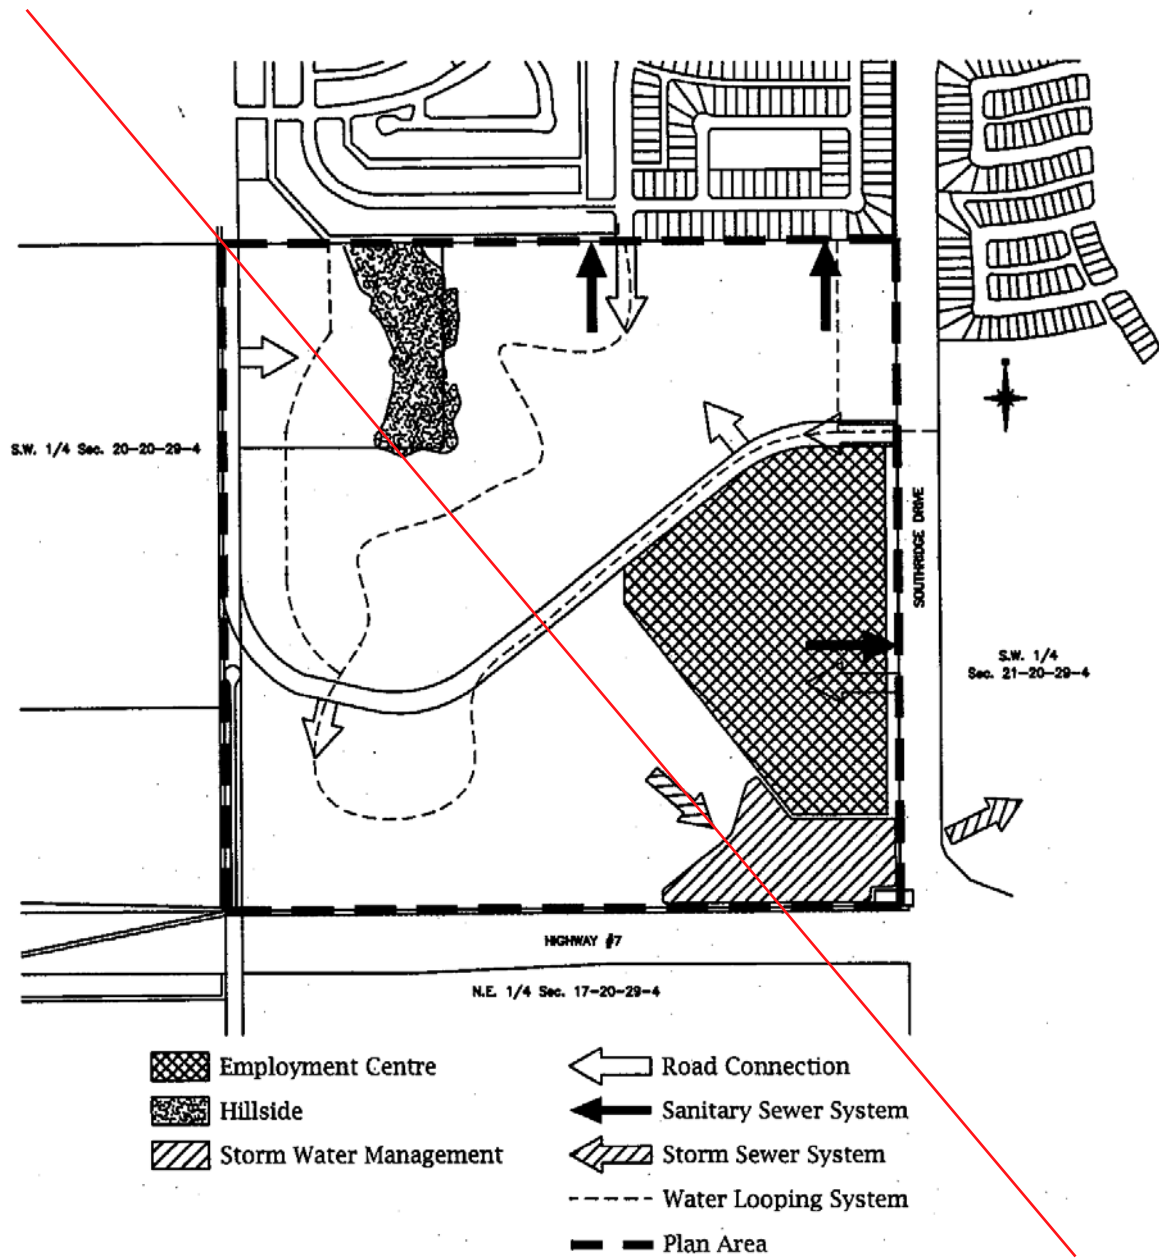 S.W. 1/4 Sec. 20-20-29-4
SOUTHRIDGE DRIVE
S.W. 1/4
Sec. 21-20-29-4
HIGHWAY #7
N.E. 1/4 Sec. 17-20-29-4
Employment Centre
Hillside
Storm Water Management
Road Connection
Sanitary Sewer System
Storm Sewer System
Water Looping System
Plan Area